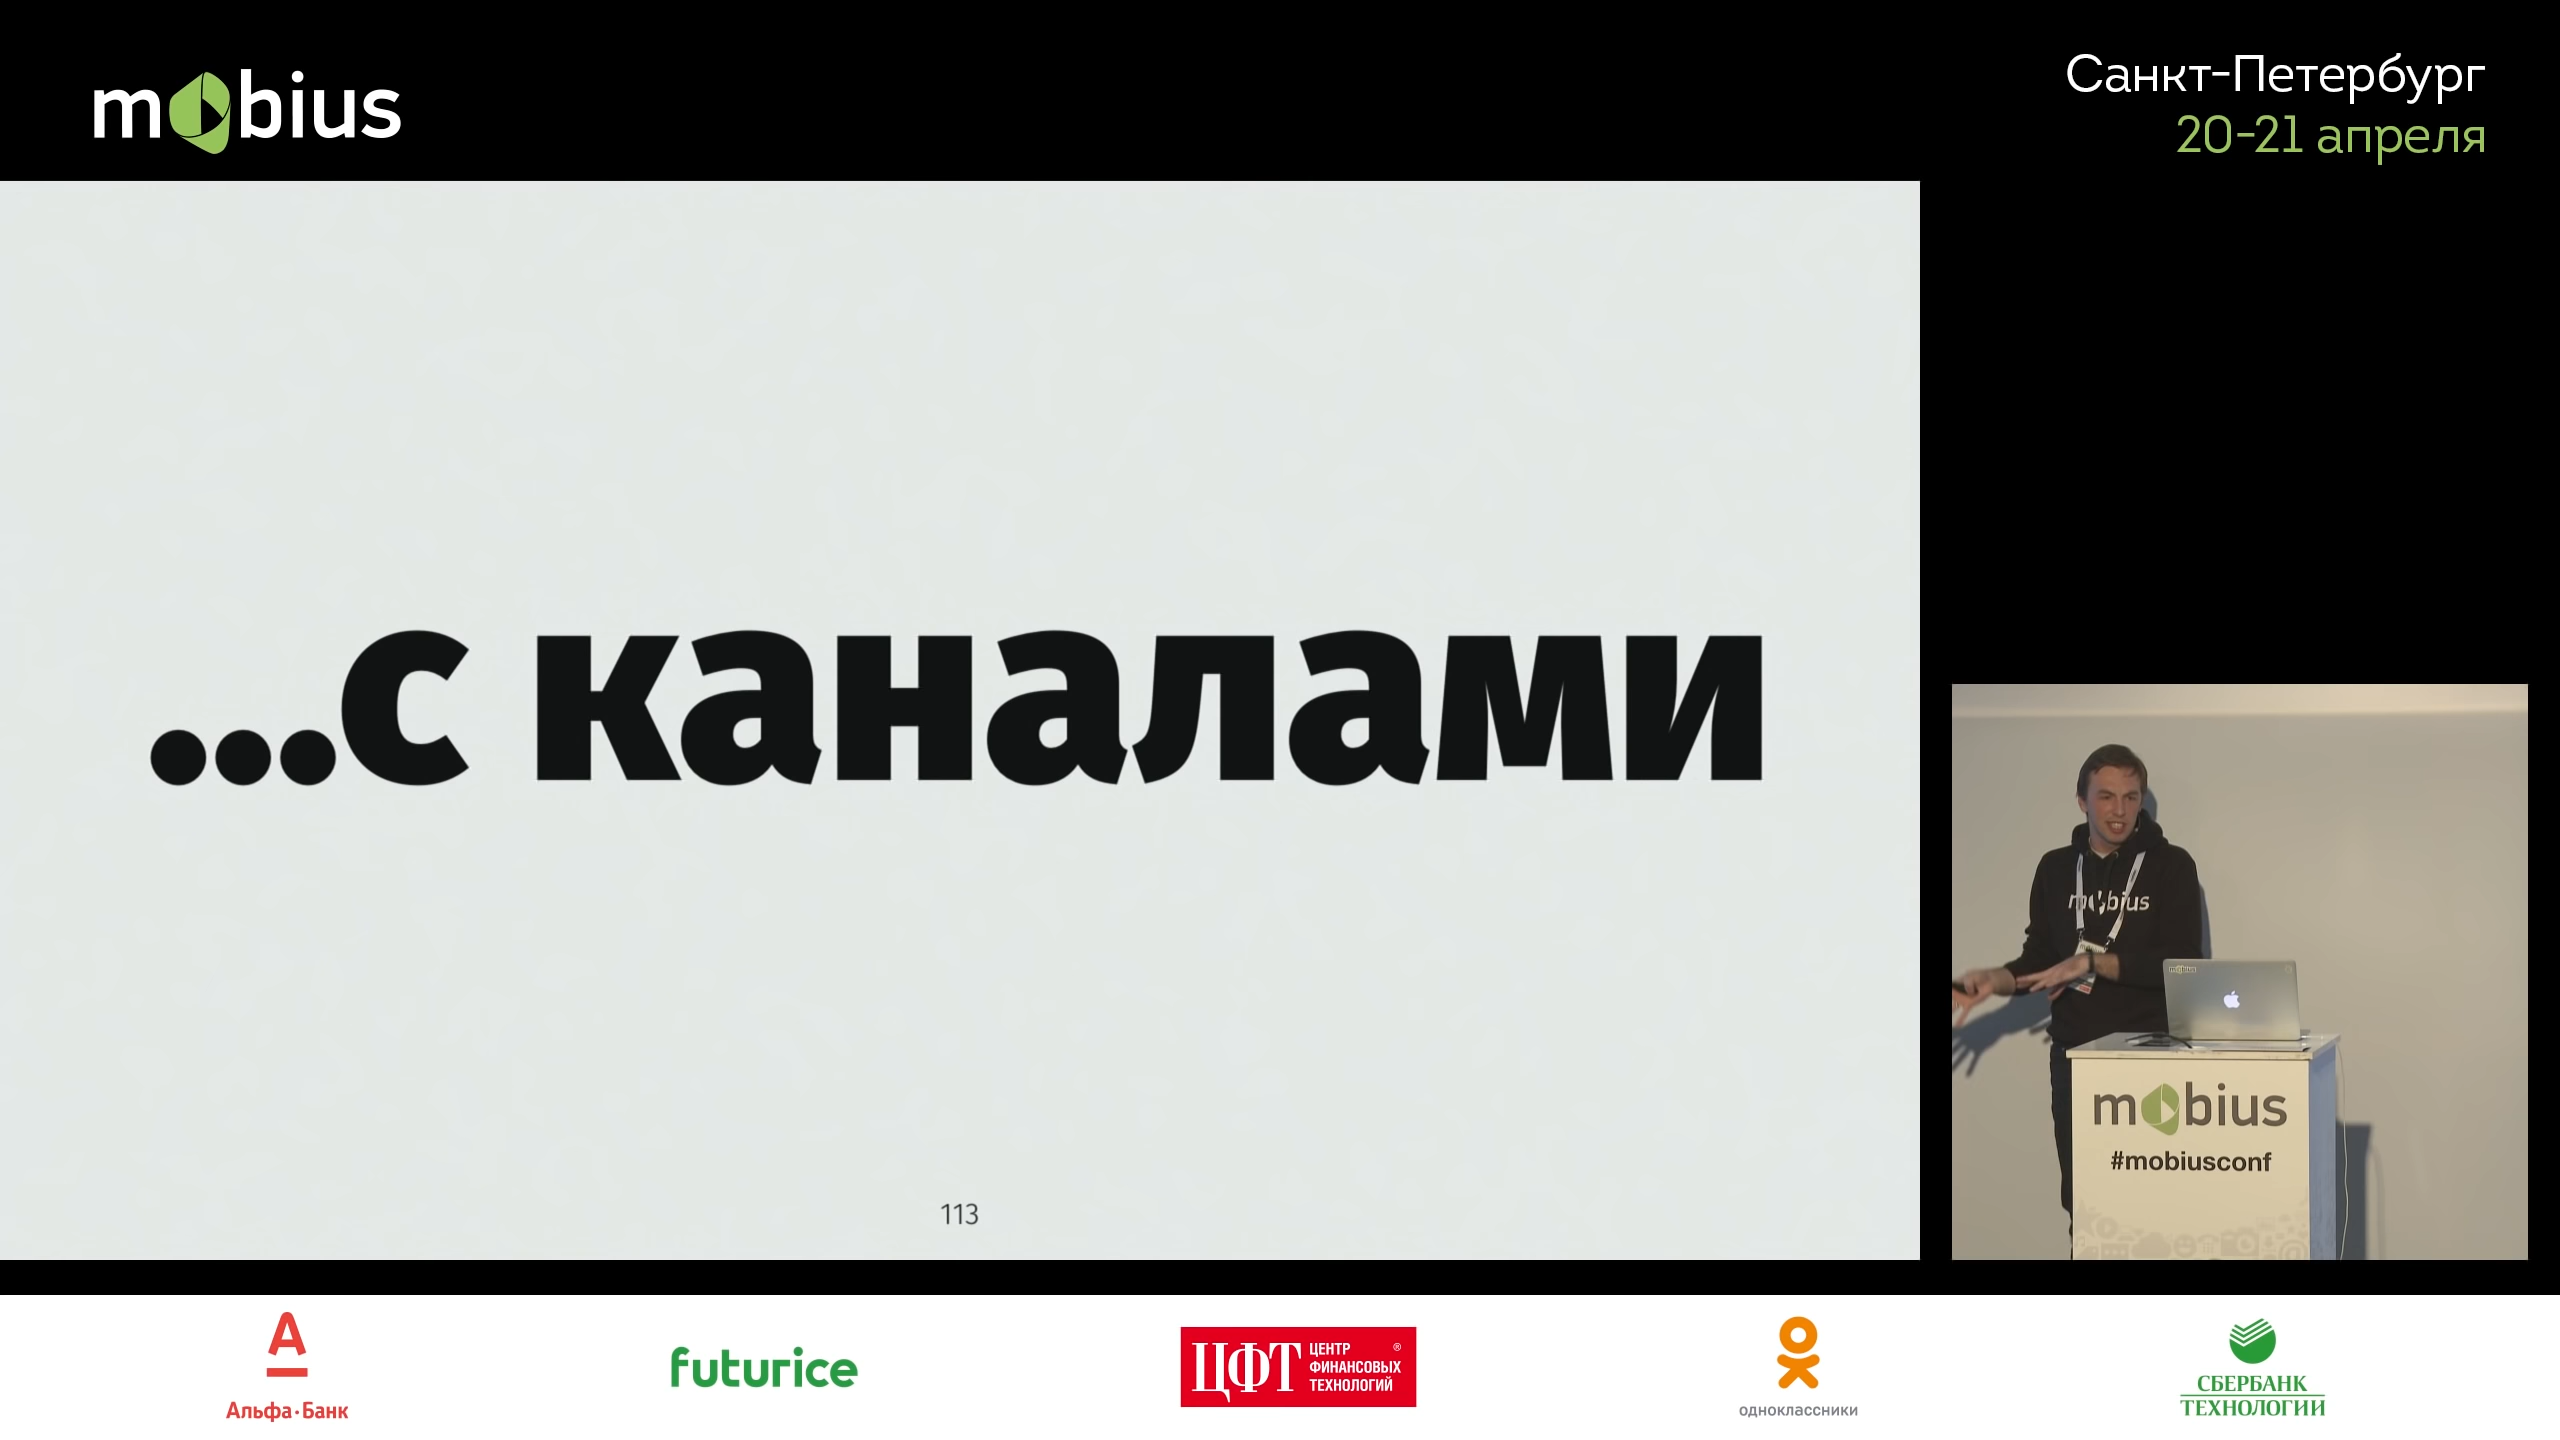 mobius
Санкт-Петербург
20-21 апреля
...с каналами
113
mobius
mobius
mobius
#mobiusconf
Альфа·Банк
futurice
ЦФТ
ЦЕНТР ®
ФИНАНСОВЫХ
ТЕХНОЛОГИЙ
одноклассники
СБЕРБАНК
ТЕХНОЛОГИИ